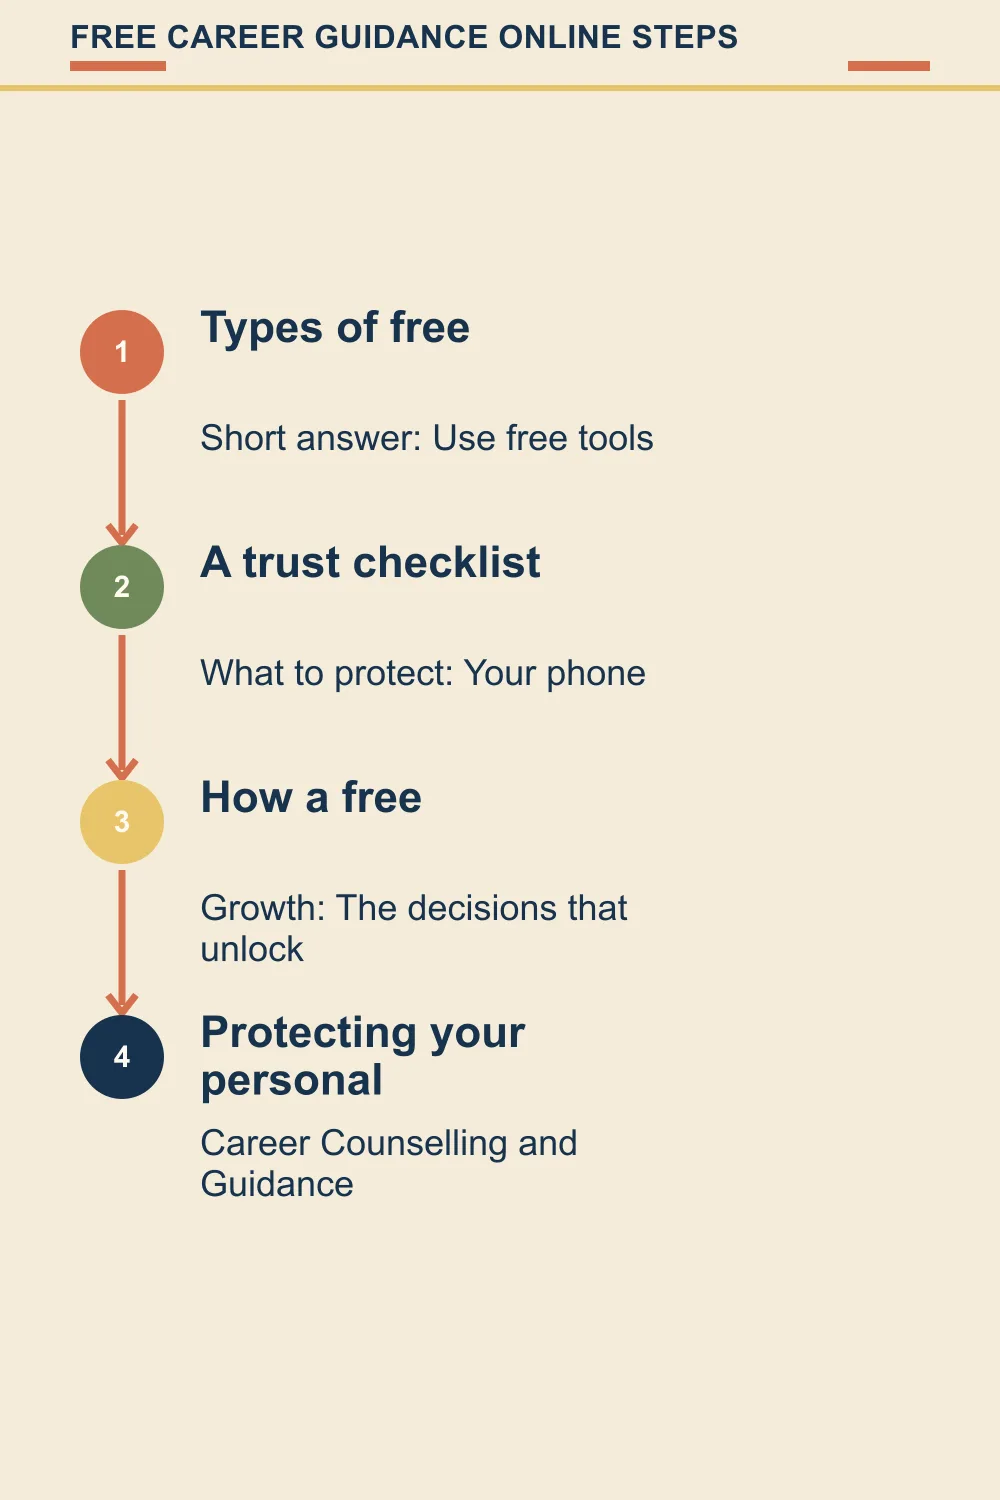 FREE CAREER GUIDANCE ONLINE STEPS
1
Types of free
Short answer: Use free tools
2
A trust checklist
What to protect: Your phone
3
How a free
Growth: The decisions that
unlock
4
Protecting your
personal
Career Counselling and
Guidance